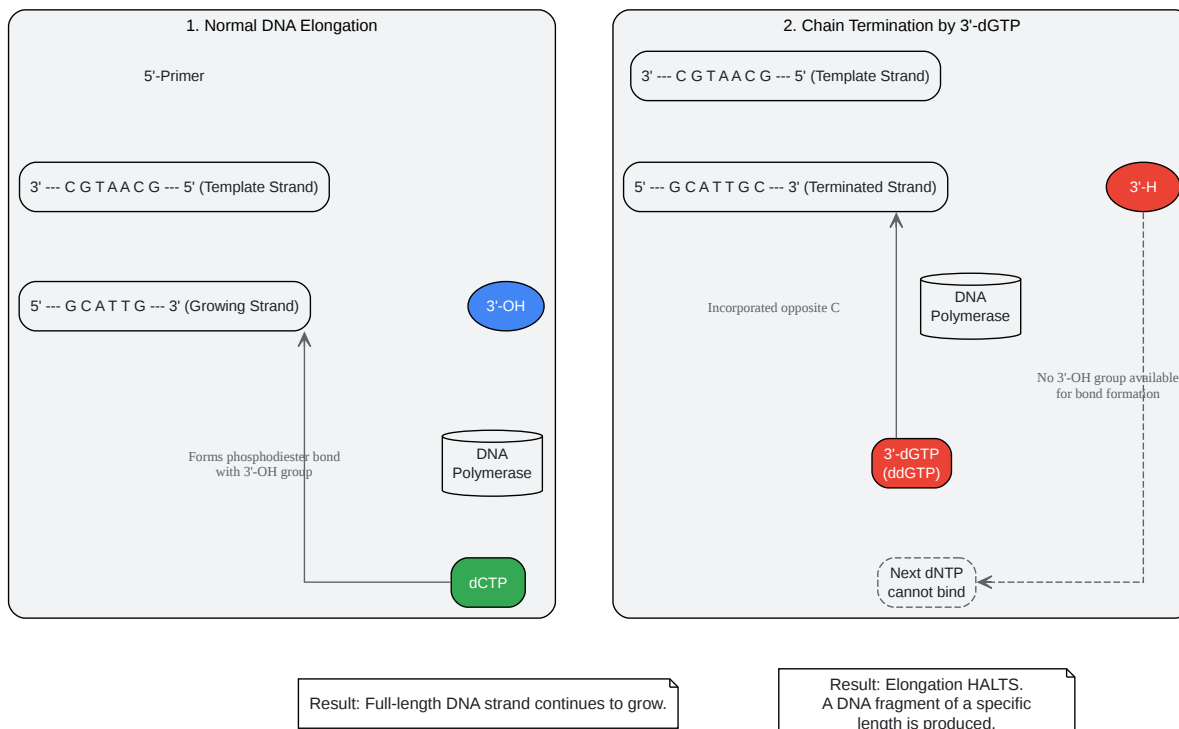 1. Normal DNA Elongation
5'-Primer
3' --- C G T A A C G --- 5' (Template Strand)
5' --- G C A T T G --- 3' (Growing Strand)
3'-OH
Forms phosphodiester bond
with 3'-OH group
DNA
Polymerase
dCTP
2. Chain Termination by 3'-dGTP
3' --- C G T A A C G --- 5' (Template Strand)
5' --- G C A T T G C --- 3' (Terminated Strand)
3'-H
Incorporated opposite C
DNA
Polymerase
No 3'-OH group available
for bond formation
3'-dGTP
(ddGTP)
Next dNTP
cannot bind
Result: Full-length DNA strand continues to grow.
Result: Elongation HALTS.
A DNA fragment of a specific
length is produced.